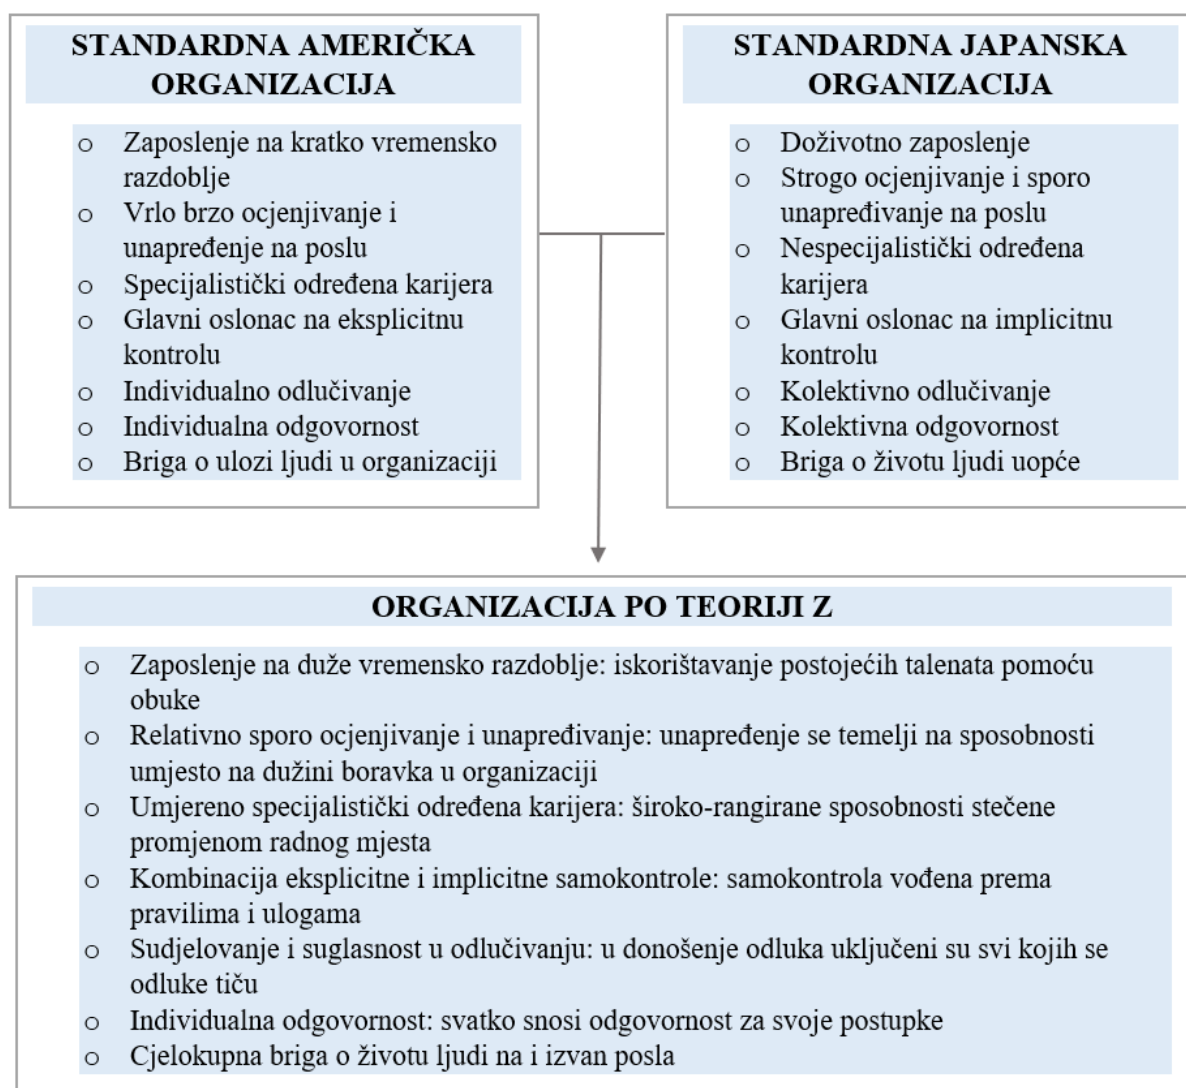 STANDARDNA AMERIČKA
ORGANIZACIJA
o Zaposlenje na kratko vremensko
razdoblje
o Vrlo brzo ocjenjivanje i
unapređenje na poslu
o Specijalistički određena karijera
o Glavni oslonac na eksplicitnu
kontrolu
o Individualno odlučivanje
o Individualna odgovornost
o Briga o ulozi ljudi u organizaciji
STANDARDNA JAPANSKA
ORGANIZACIJA
o Doživotno zaposlenje
o Strogo ocjenjivanje i sporo
unapređivanje na poslu
o Nespecijalistički određena
karijera
o Glavni oslonac na implicitnu
kontrolu
o Kolektivno odlučivanje
o Kolektivna odgovornost
o Briga o životu ljudi uopće
ORGANIZACIJA PO TEORIJI Z
o Zaposlenje na duže vremensko razdoblje: iskorištavanje postojećih talenata pomoću
obuke
o Relativno sporo ocjenjivanje i unapređivanje: unapređenje se temelji na sposobnosti
umjesto na dužini boravka u organizaciji
o Umjereno specijalistički određena karijera: široko-rangirane sposobnosti stečene
promjenom radnog mjesta
o Kombinacija eksplicitne i implicitne samokontrole: samokontrola vođena prema
pravilima i ulogama
o Sudjelovanje i suglasnost u odlučivanju: u donošenje odluka uključeni su svi kojih se
odluke tiču
o Individualna odgovornost: svatko snosi odgovornost za svoje postupke
o Cjelokupna briga o životu ljudi na i izvan posla